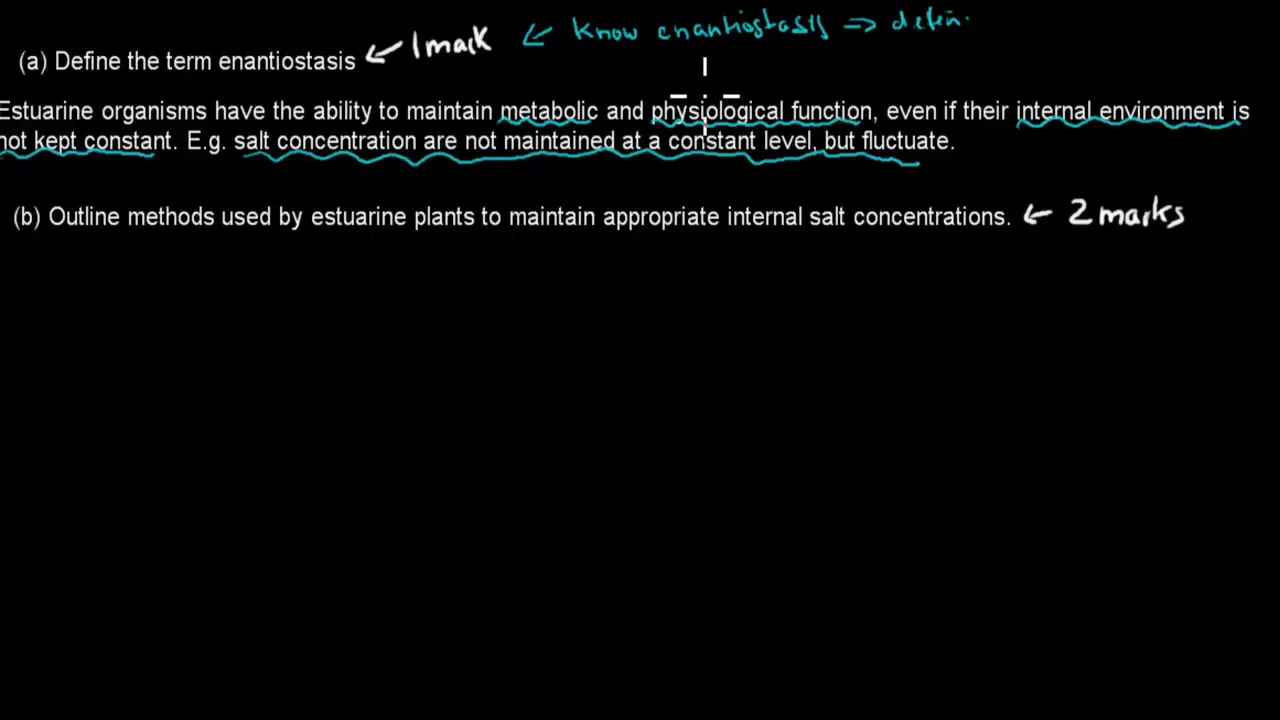 (a) Define the term enantiostasis ← 1 mark ← know enantiostasis ⇒ defin.
Estuarine organisms have the ability to maintain metabolic and physiological function, even if their internal environment is
not kept constant. E.g. salt concentration are not maintained at a constant level, but fluctuate.
(b) Outline methods used by estuarine plants to maintain appropriate internal salt concentrations. ← 2 marks